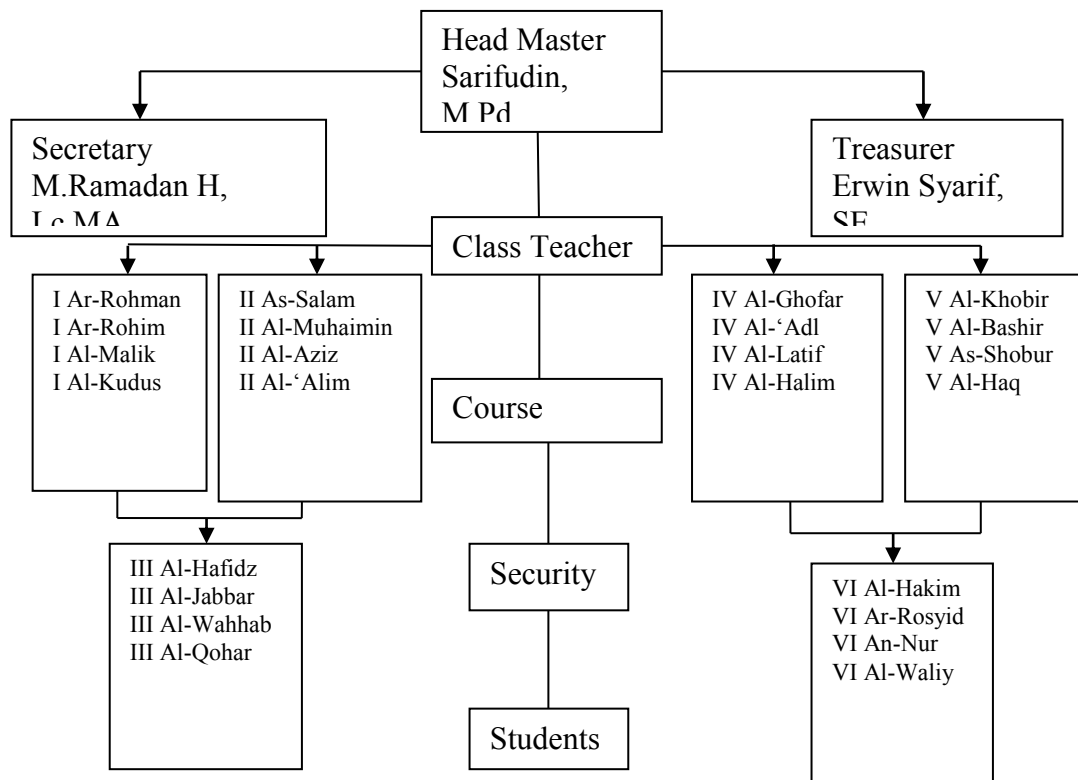 Head Master
Sarifudin,
M Pd
Secretary
M.Ramadan H,
Lc MA
Treasurer
Erwin Syarif,
SE
Class Teacher
I Ar-Rohman
I Ar-Rohim
I Al-Malik
I Al-Kudus
II As-Salam
II Al-Muhaimin
II Al-Aziz
II Al-‘Alim
IV Al-Ghofar
IV Al-‘Adl
IV Al-Latif
IV Al-Halim
V Al-Khobir
V Al-Bashir
V As-Shobur
V Al-Haq
Course
III Al-Hafidz
III Al-Jabbar
III Al-Wahhab
III Al-Qohar
Security
VI Al-Hakim
VI Ar-Rosyid
VI An-Nur
VI Al-Waliy
Students